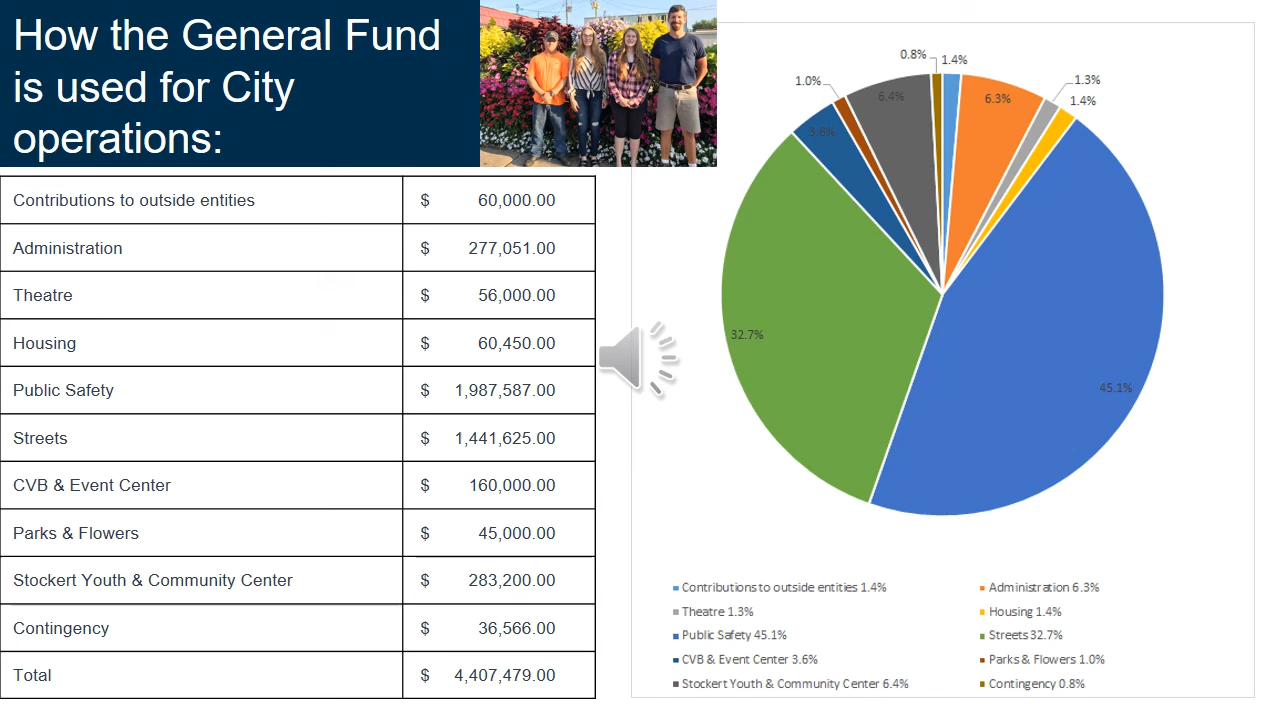 How the General Fund
is used for City
operations:
Contributions to outside entities $ 60,000.00
Administration $ 277,051.00
Theatre $ 56,000.00
Housing $ 60,450.00
Public Safety $ 1,987,587.00
Streets $ 1,441,625.00
CVB & Event Center $ 160,000.00
Parks & Flowers $ 45,000.00
Stockert Youth & Community Center $ 283,200.00
Contingency $ 36,566.00
Total $ 4,407,479.00
0.8% 1.4%
1.0% 6.4% 6.3% 1.3%
1.4%
3.6%
32.7%
45.1%
Contributions to outside entities 1.4% Administration 6.3%
Theatre 1.3% Housing 1.4%
Public Safety 45.1% Streets 32.7%
CVB & Event Center 3.6% Parks & Flowers 1.0%
Stockert Youth & Community Center 6.4% Contingency 0.8%